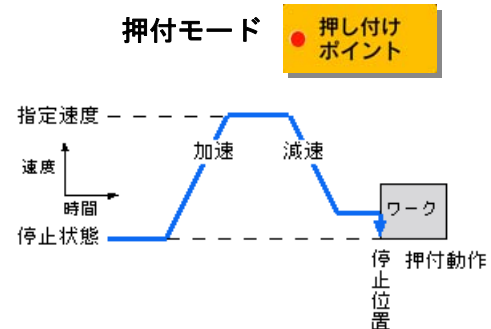 押付モード
押し付け
ポイント
指定速度
加速
減速
速度
時間
ワーク
停止状態
停止位置
押付動作